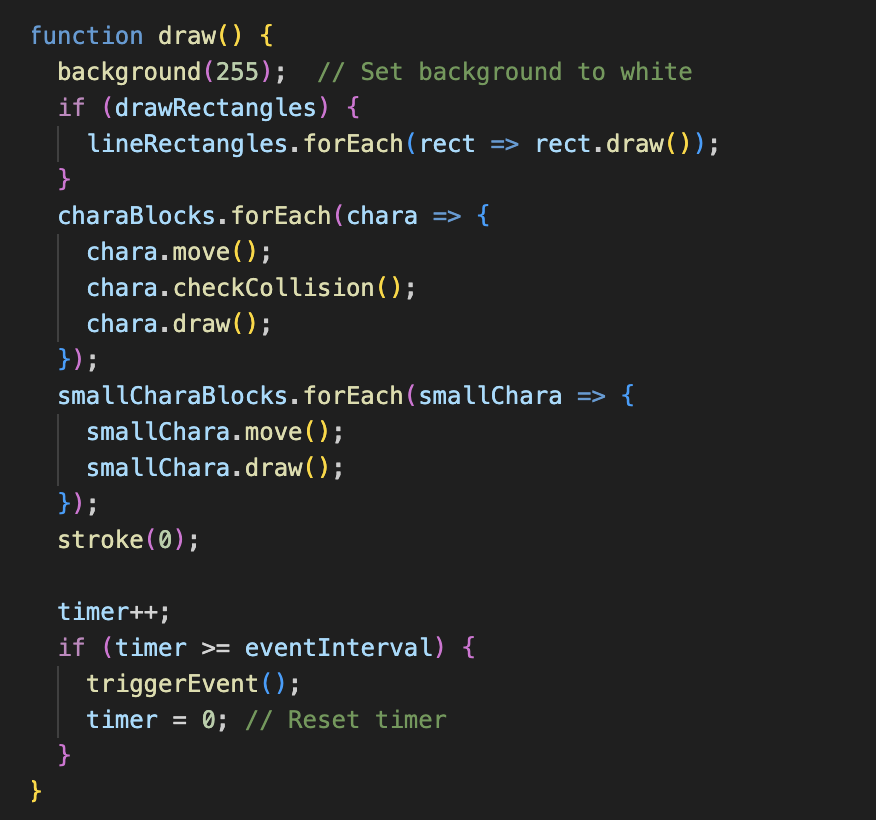 function draw() {
  background(255);  // Set background to white
  if (drawRectangles) {
    lineRectangles.forEach(rect => rect.draw());
  }
  charaBlocks.forEach(chara => {
    chara.move();
    chara.checkCollision();
    chara.draw();
  });
  smallCharaBlocks.forEach(smallChara => {
    smallChara.move();
    smallChara.draw();
  });
  stroke(0);

  timer++;
  if (timer >= eventInterval) {
    triggerEvent();
    timer = 0; // Reset timer
  }
}